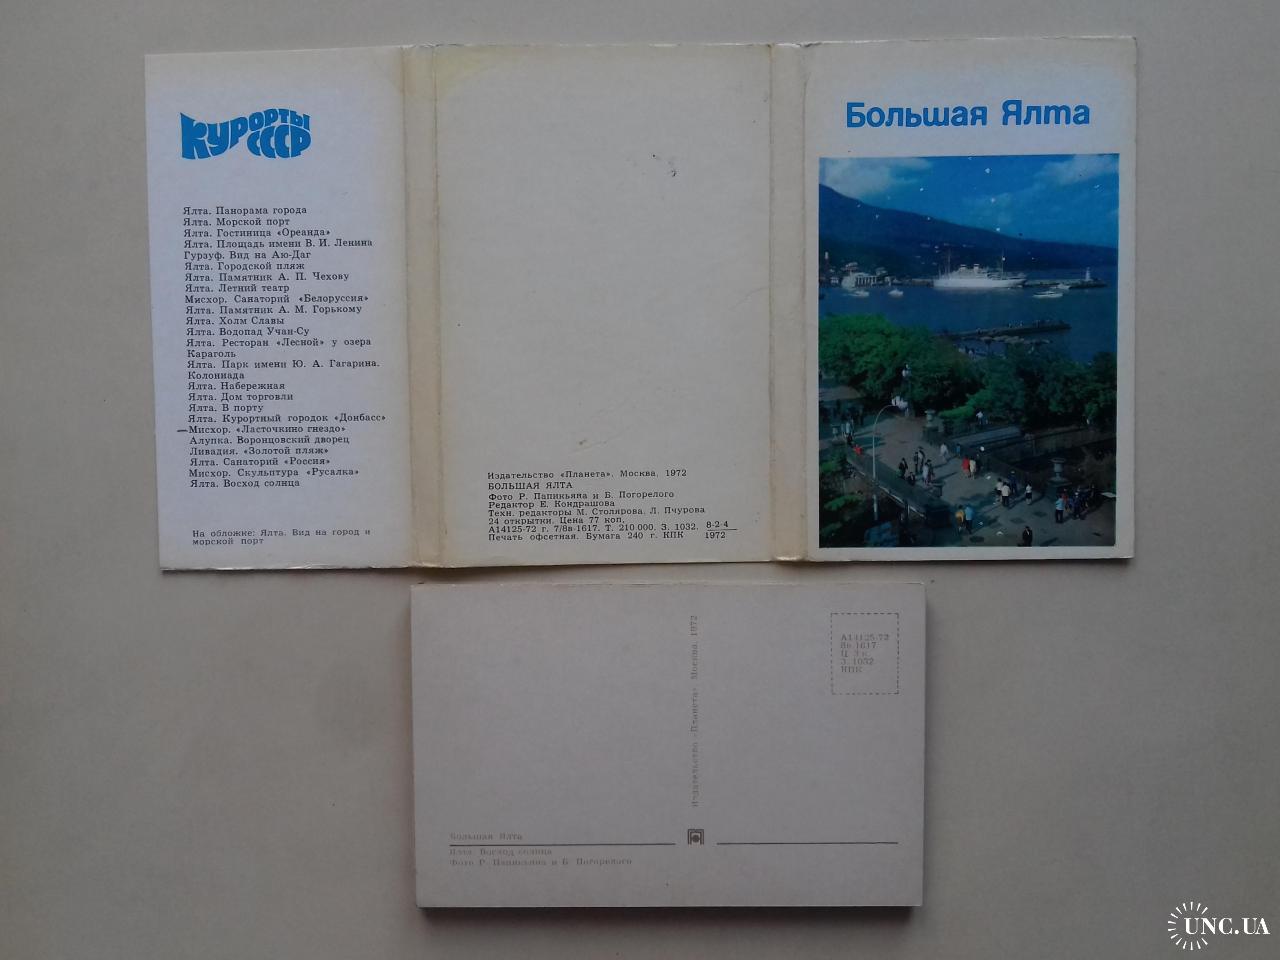 Курорты
СССР
Ялта. Панорама города
Ялта. Морской порт
Ялта. Гостиница «Ореанда»
Ялта. Площадь имени В. И. Ленина
Гурзуф. Вид на Аю-Даг
Ялта. Городской пляж
Ялта. Памятник А. П. Чехову
Ялта. Летний театр
Мисхор. Санаторий «Белоруссия»
Ялта. Памятник А. М. Горькому
Ялта. Холм Славы
Ялта. Водопад Учан-Су
Ялта. Ресторан «Лесной» у озера
Караголь
Ялта. Парк имени Ю. А. Гагарина.
Колоннада
Ялта. Набережная
Ялта. Дом торговли
Ялта. В порту
Ялта. Курортный городок «Донбасс»
Мисхор. «Ласточкино гнездо»
Алупка. Воронцовский дворец
Ливадия. «Золотой пляж»
Ялта. Санаторий «Россия»
Мисхор. Скульптура «Русалка»
Ялта. Восход солнца
На обложке: Ялта. Вид на город и
морской порт
Издательство «Планета». Москва, 1972
БОЛЬШАЯ ЯЛТА
Фото Р. Папикьяна и Б. Погорелого
Редактор Е. Кондрашова
Техн. редакторы М. Столярова, Л. Пчурова
24 открытки. Цена 77 коп.
А14125-72 г. 7/8в-1617. Т. 210 000. З. 1032. 8-2-4
Печать офсетная. Бумага 240 г. КПК 1972
Большая Ялта
А14125-72
8в-1617
Ц. 3 к.
З. 1032
КПК
Издательство «Планета». Москва, 1972
Большая Ялта
Ялта. Восход солнца
Фото Р. Папикьяна и Б. Погорелого
UNC.UA